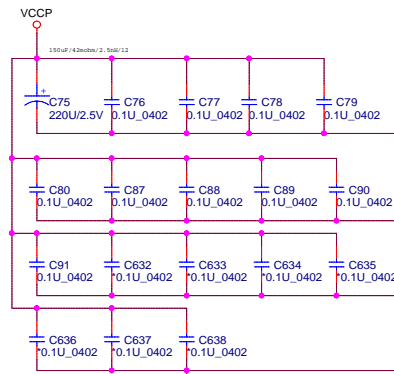 VCCP
150uF/42mohm/2.5nH/12
+
C75 C76 C77 C78 C79
220U/2.5V 0.1U_0402 0.1U_0402 0.1U_0402 0.1U_0402
C80 C87 C88 C89 C90
0.1U_0402 0.1U_0402 0.1U_0402 0.1U_0402 0.1U_0402
C91 C632 C633 C634 C635
0.1U_0402 *0.1U_0402 *0.1U_0402 *0.1U_0402 *0.1U_0402
C636 C637 C638
*0.1U_0402 *0.1U_0402 *0.1U_0402